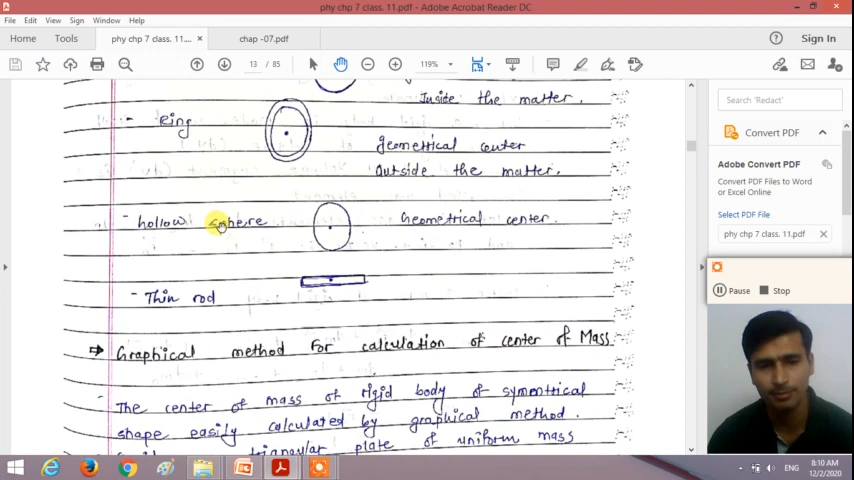 phy chp 7 class. 11.pdf - Adobe Acrobat Reader DC
File Edit View Sign Window Help
Home Tools phy chp 7 class. 11.... × chap -07.pdf ? Sign In
13 / 85 119%
Inside the matter.
- Ring
geometrical center
outside the matter.
- hollow sphere Geometrical center.
- Thin rod
⇒ Graphical method For calculation of center of Mass
- The center of mass of rigid body of symmetrical
shape easily calculated by graphical method.
triangular plate of uniform mass
Search 'Redact'
Convert PDF
Adobe Convert PDF
Convert PDF Files to Word
or Excel Online
Select PDF File
phy chp 7 class. 11.pdf ×
Pause Stop
ENG
8:10 AM
12/2/2020